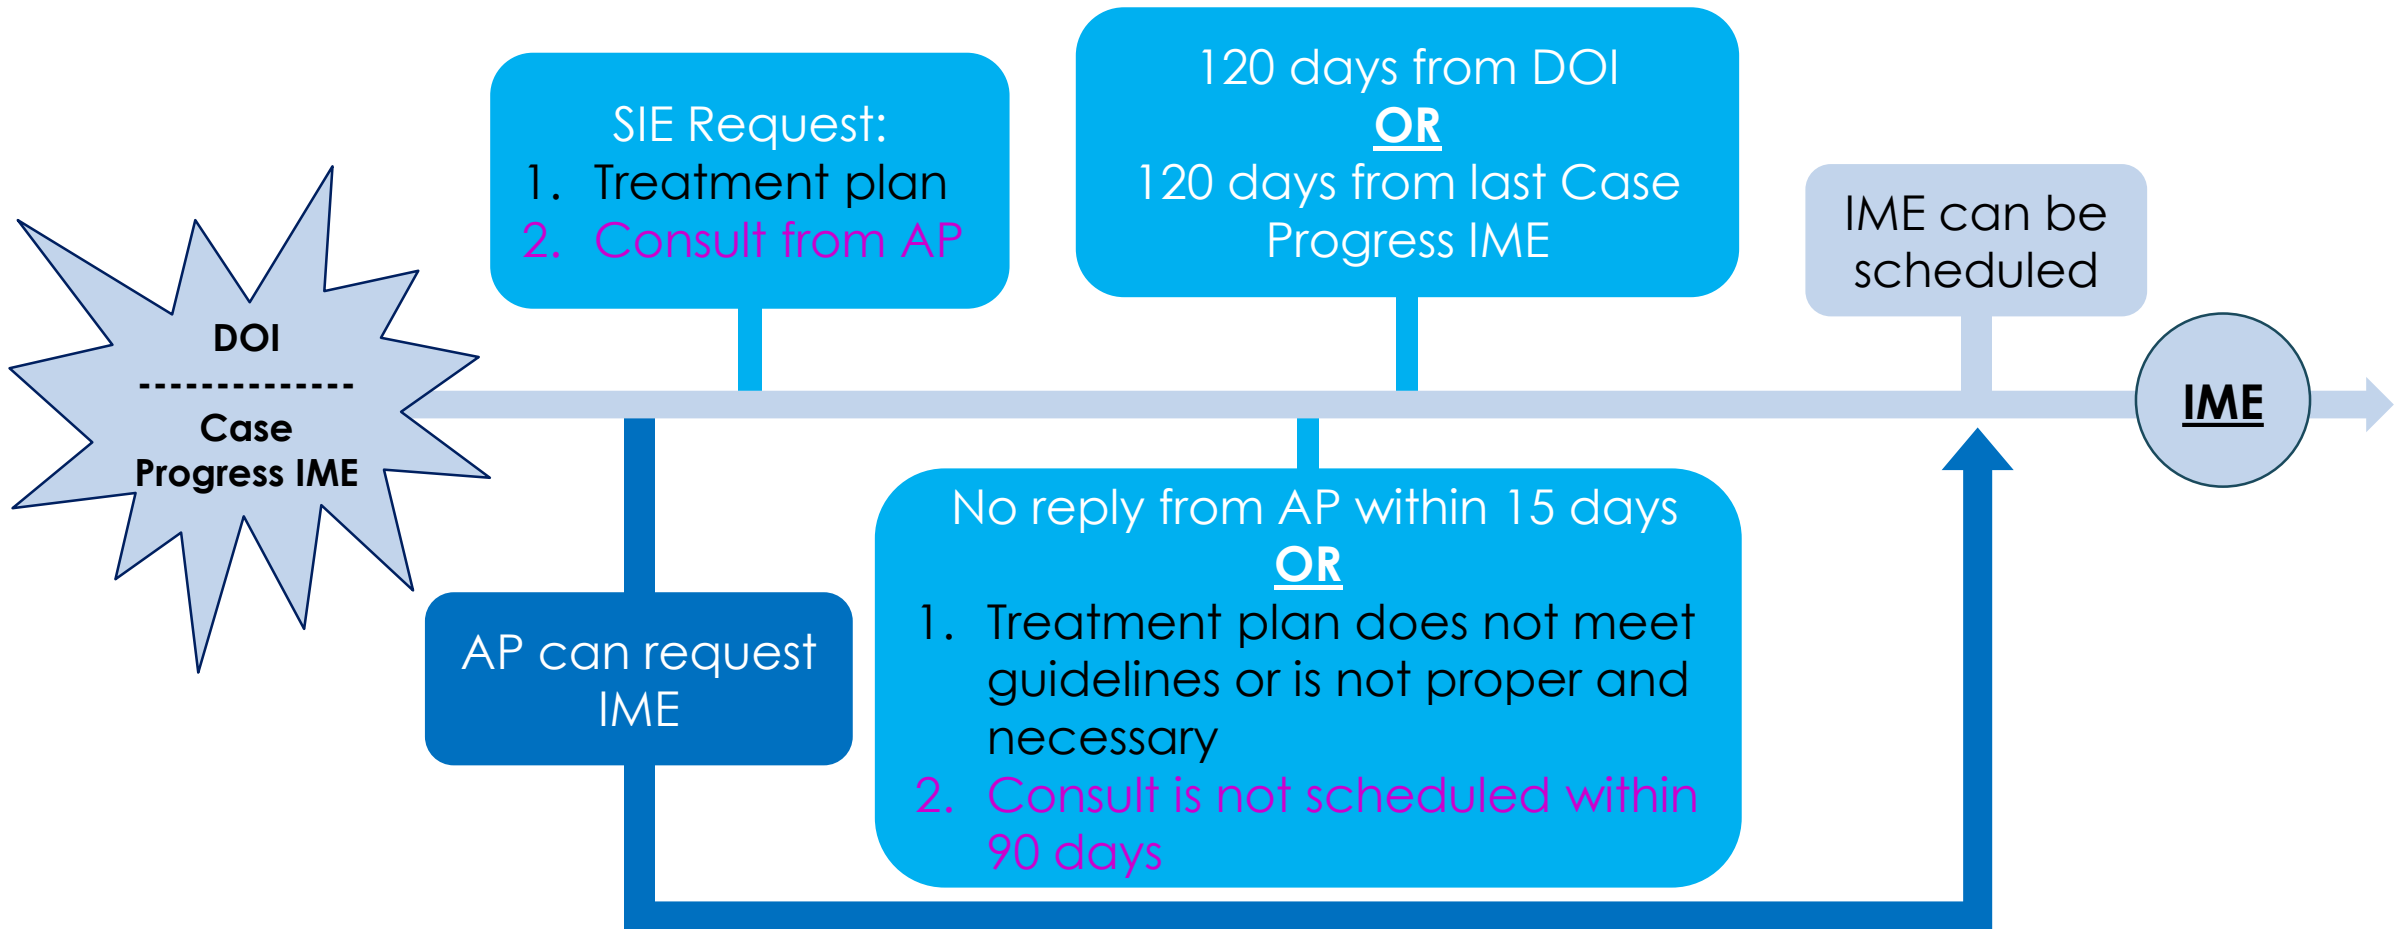 DOI
--------------
Case
Progress IME
SIE Request:
1. Treatment plan
2. Consult from AP
120 days from DOI
OR
120 days from last Case
Progress IME
IME can be
scheduled
IME
AP can request
IME
No reply from AP within 15 days
OR
1. Treatment plan does not meet
guidelines or is not proper and
necessary
2. Consult is not scheduled within
90 days